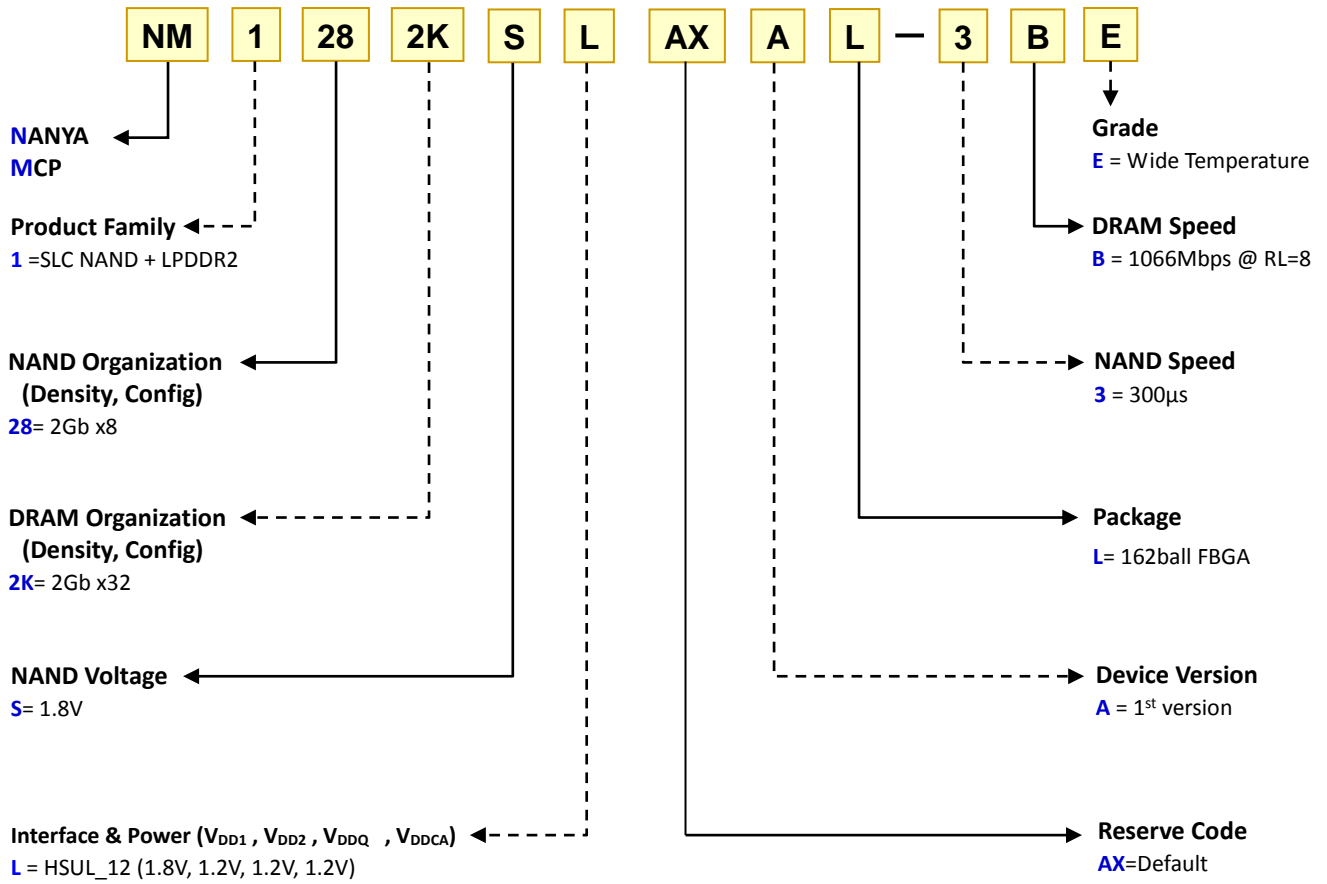 NM 1 28 2K S L AX A L — 3 B E
NANYA
MCP
Product Family
1 =SLC NAND + LPDDR2
NAND Organization
(Density, Config)
28= 2Gb x8
DRAM Organization
(Density, Config)
2K= 2Gb x32
NAND Voltage
S= 1.8V
Interface & Power (VDD1 , VDD2 , VDDQ , VDDCA)
L = HSUL_12 (1.8V, 1.2V, 1.2V, 1.2V)
Grade
E = Wide Temperature
DRAM Speed
B = 1066Mbps @ RL=8
NAND Speed
3 = 300µs
Package
L= 162ball FBGA
Device Version
A = 1st version
Reserve Code
AX=Default